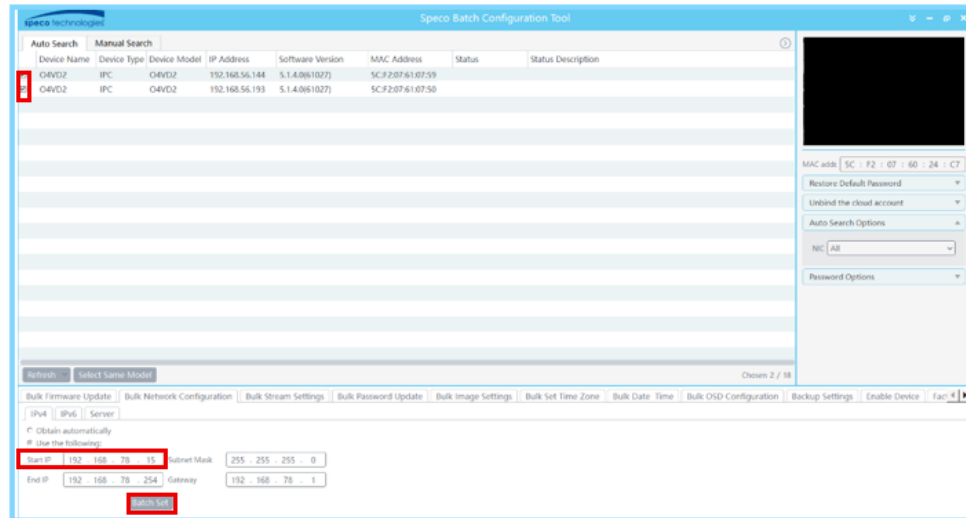 speco technologies
Speco Batch Configuration Tool
Auto Search Manual Search
Device Name Device Type Device Model IP Address Software Version MAC Address Status Status Description
O4VD2 IPC O4VD2 192.168.56.144 5.1.4.0(61027) 5C:F2:07:61:07:59
O4VD2 IPC O4VD2 192.168.56.193 5.1.4.0(61027) 5C:F2:07:61:07:50
MAC addr 5C : F2 : 07 : 60 : 24 : C7
Restore Default Password
Unbind the cloud account
Auto Search Options
NIC All
Password Options
Refresh Select Same Model Chosen 2 / 18
Bulk Firmware Update Bulk Network Configuration Bulk Stream Settings Bulk Password Update Bulk Image Settings Bulk Set Time Zone Bulk Date Time Bulk OSD Configuration Backup Settings Enable Device Fac
IPv4 IPv6 Server
Obtain automatically
Use the following:
Start IP 192 . 168 . 78 . 15 Subnet Mask 255 . 255 . 255 . 0
End IP 192 . 168 . 78 . 254 Gateway 192 . 168 . 78 . 1
Batch Set